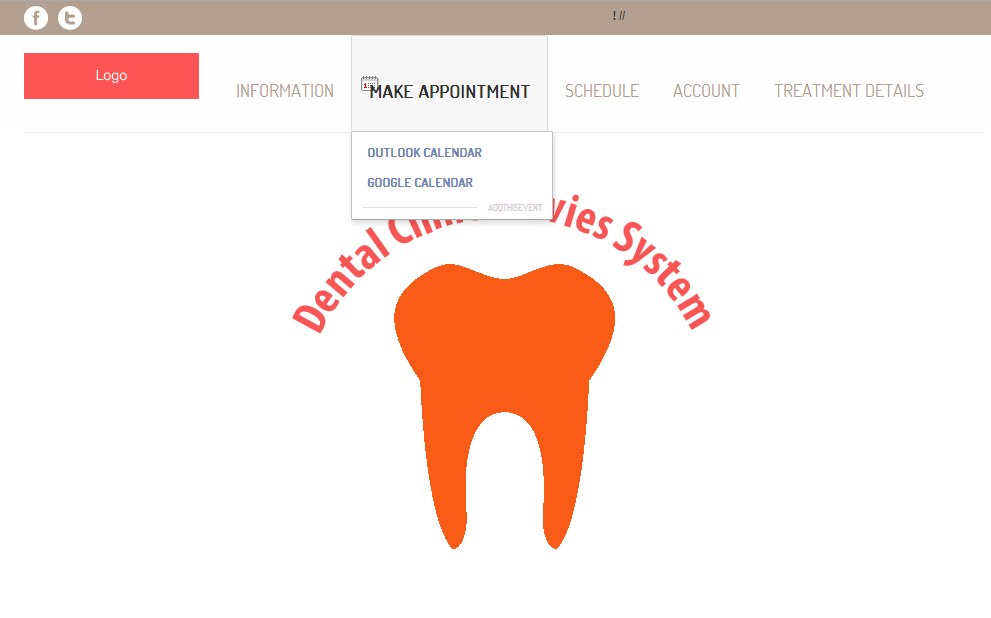 ! //
Logo
INFORMATION
MAKE APPOINTMENT
SCHEDULE
ACCOUNT
TREATMENT DETAILS
OUTLOOK CALENDAR
GOOGLE CALENDAR
ADDTHISEVENT
Dental System